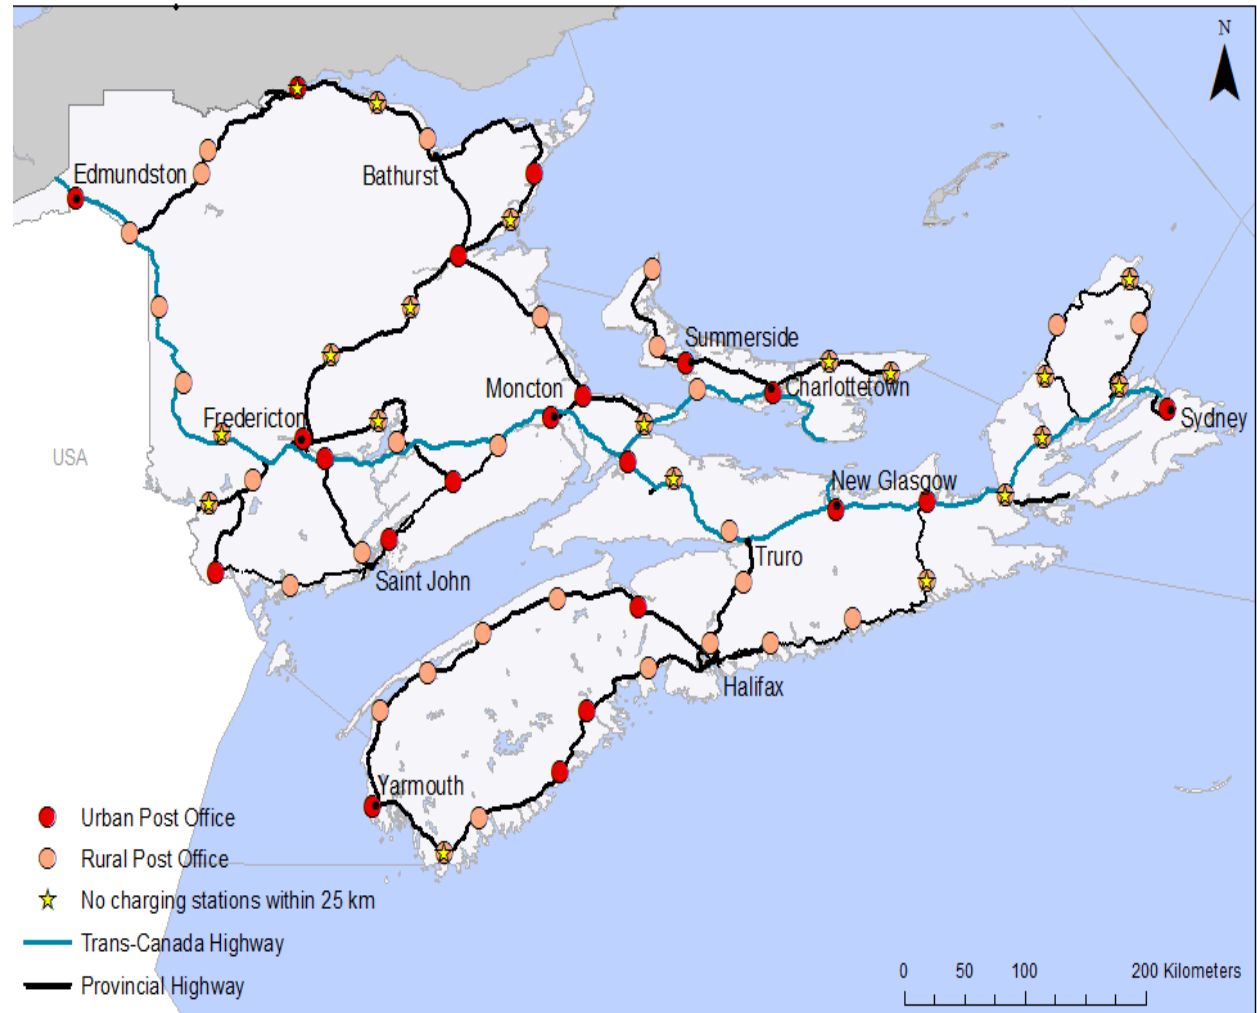 N
Edmundston
Bathurst
Summerside
Moncton
Charlottetown
Fredericton
Sydney
USA
New Glasgow
Truro
Saint John
Halifax
Yarmouth
Urban Post Office
Rural Post Office
No charging stations within 25 km
Trans-Canada Highway
Provincial Highway
0 50 100 200 Kilometers